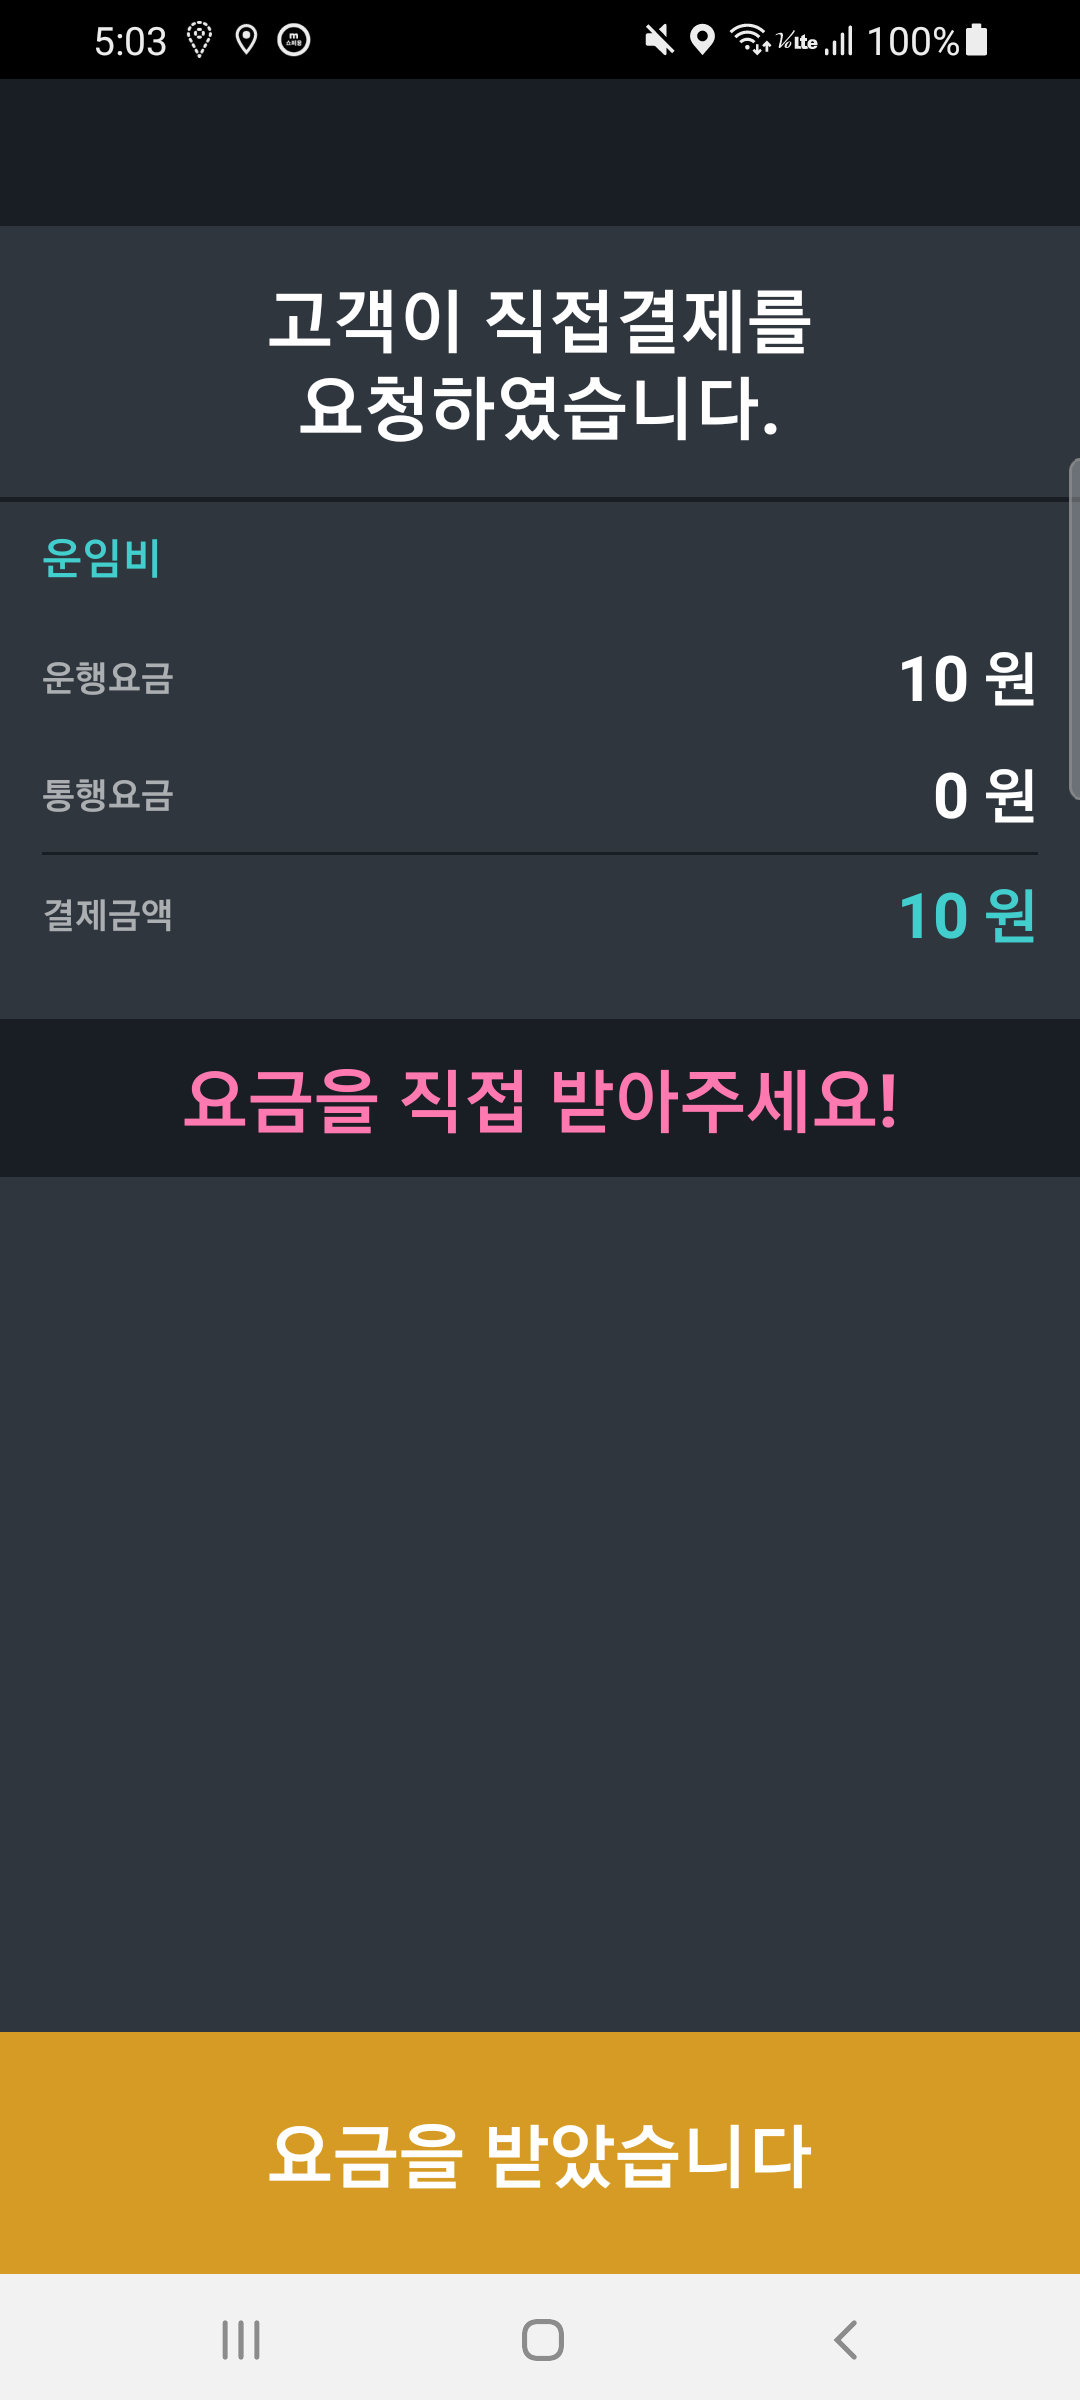 5:03
100%
고객이 직접결제를
요청하였습니다.
운임비
운행요금
10 원
통행요금
0 원
결제금액
10 원
요금을 직접 받아주세요!
요금을 받았습니다